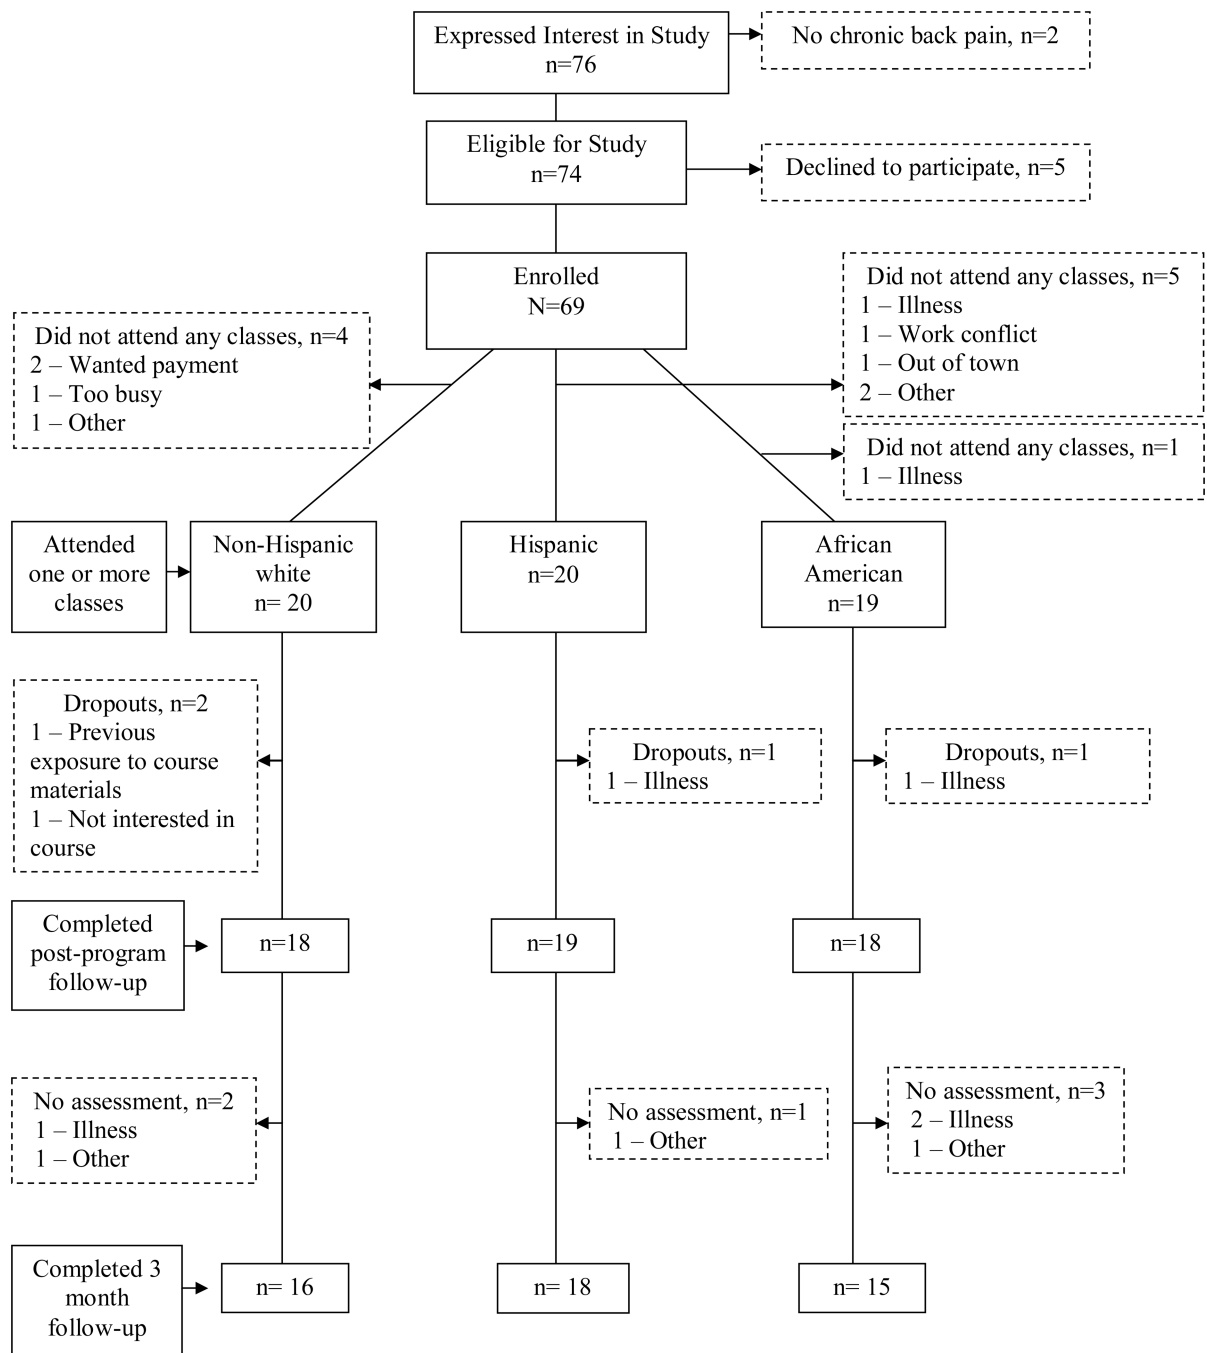 Expressed Interest in Study
n=76
No chronic back pain, n=2
Eligible for Study
n=74
Declined to participate, n=5
Enrolled
N=69
Did not attend any classes, n=4
2 – Wanted payment
1 – Too busy
1 – Other
Did not attend any classes, n=5
1 – Illness
1 – Work conflict
1 – Out of town
2 – Other
Did not attend any classes, n=1
1 – Illness
Attended
one or more
classes
Non-Hispanic
white
n= 20
Hispanic
n=20
African
American
n=19
Dropouts, n=2
1 – Previous
exposure to course
materials
1 – Not interested in
course
Dropouts, n=1
1 – Illness
Dropouts, n=1
1 – Illness
Completed
post-program
follow-up
n=18
n=19
n=18
No assessment, n=2
1 – Illness
1 – Other
No assessment, n=1
1 – Other
No assessment, n=3
2 – Illness
1 – Other
Completed 3
month
follow-up
n= 16
n= 18
n= 15